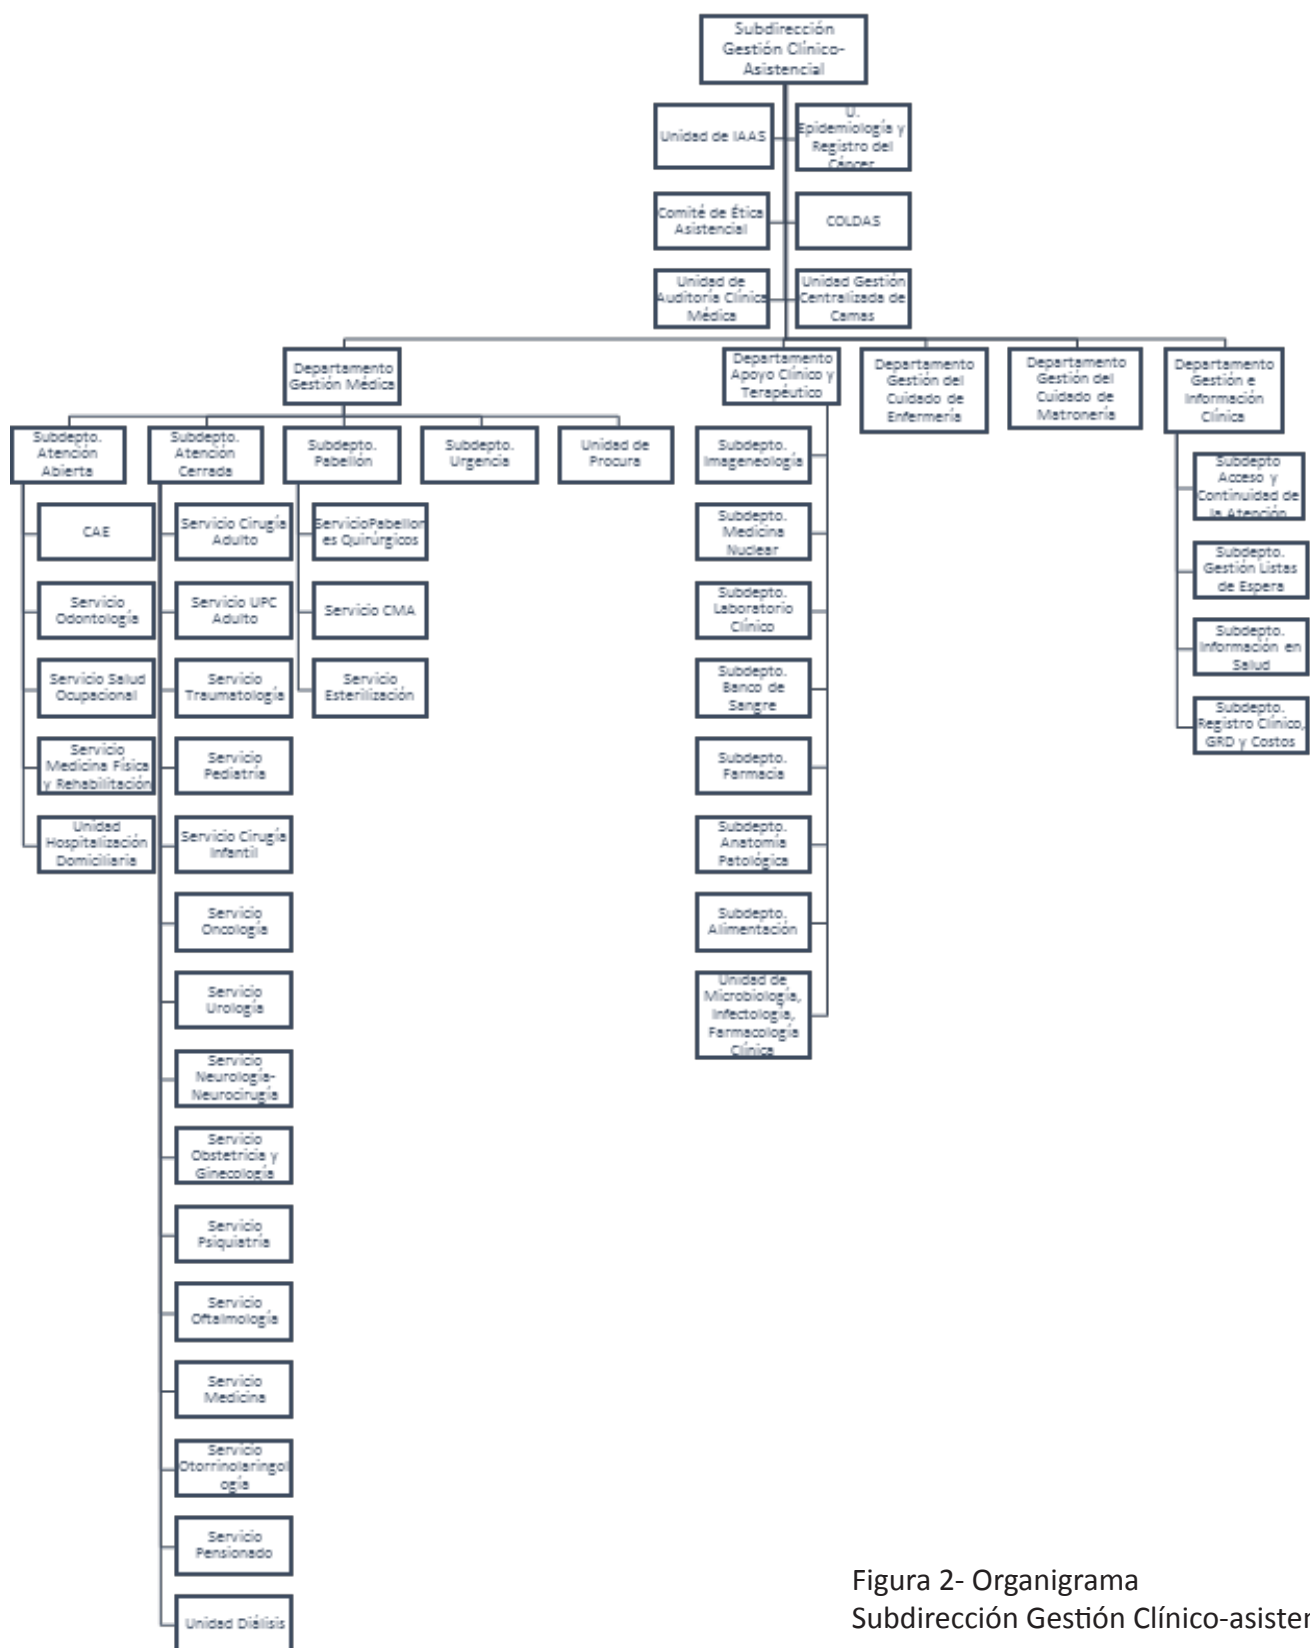 Subdirección
Gestión Clínico-
Asistencial
Unidad de IAAS
U.
Epidemiología y
Registro del
Cáncer
Comité de Ética
Asistencial
COLDAS
Unidad de
Auditoría Clínica
Médica
Unidad Gestión
Centralizada de
Camas
Departamento
Gestión Médica
Departamento
Apoyo Clínico y
Terapéutico
Departamento
Gestión del
Cuidado de
Enfermería
Departamento
Gestión del
Cuidado de
Matronería
Departamento
Gestión e
Información
Clínica
Subdepto.
Atención
Abierta
Subdepto.
Atención
Cerrada
Subdepto.
Pabellón
Subdepto.
Urgencia
Unidad de
Procura
CAE
Servicio
Odontología
Servicio Salud
Ocupacional
Servicio
Medicina Física
y Rehabilitación
Unidad
Hospitalización
Domiciliaria
Servicio Cirugía
Adulto
Servicio UPC
Adulto
Servicio
Traumatología
Servicio
Pediatría
Servicio Cirugía
Infantil
Servicio
Oncología
Servicio
Urología
Servicio
Neurología-
Neurocirugía
Servicio
Obstetricia y
Ginecología
Servicio
Psiquiatría
Servicio
Oftalmología
Servicio
Medicina
Servicio
Otorrinolaringol
ogía
Servicio
Pensionado
Unidad Diálisis
ServicioPabellon
es Quirúrgicos
Servicio CMA
Servicio
Esterilización
Subdepto.
Imageneología
Subdepto.
Medicina
Nuclear
Subdepto.
Laboratorio
Clínico
Subdepto.
Banco de
Sangre
Subdepto.
Farmacia
Subdepto.
Anatomía
Patológica
Subdepto.
Alimentación
Unidad de
Microbiología,
Infectología,
Farmacología
Clínica
Subdepto
Acceso y
Continuidad de
la Atención
Subdepto.
Gestión Listas
de Espera
Subdepto.
Información en
Salud
Subdepto.
Registro Clínico,
GRD y Costos
Figura 2- Organigrama
Subdirección Gestión Clínico-asisten